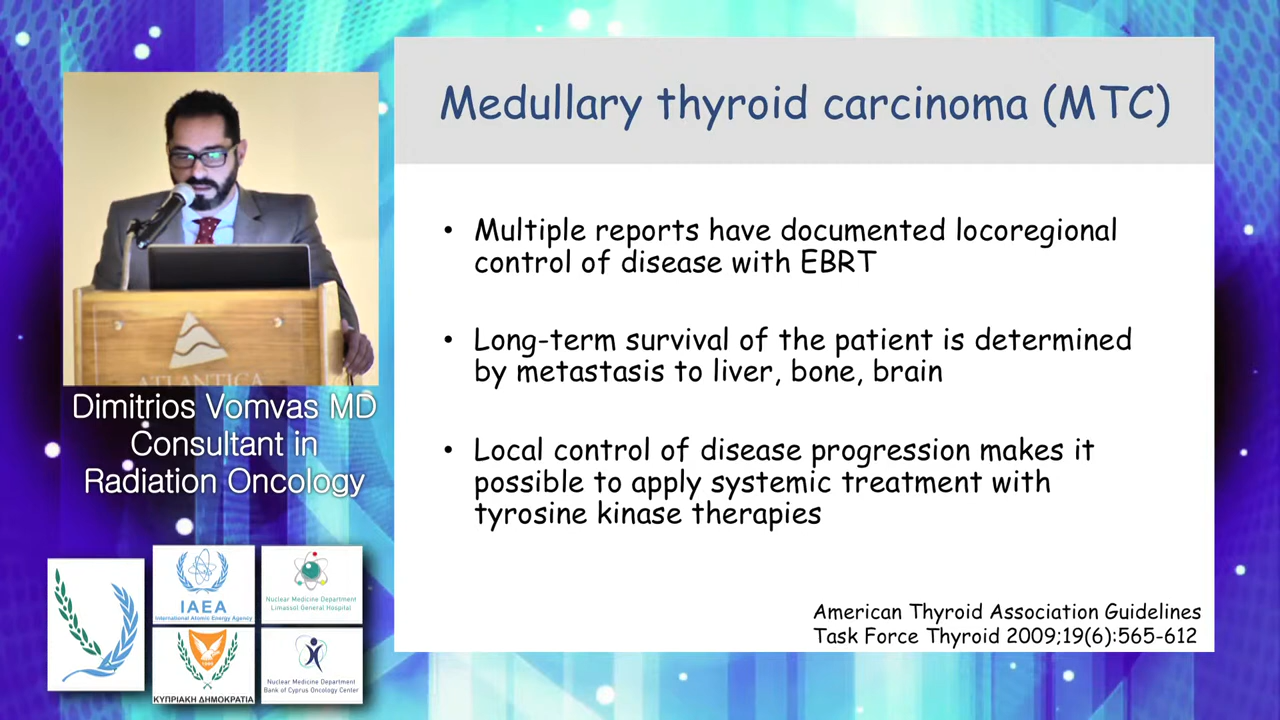 Medullary thyroid carcinoma (MTC)
• Multiple reports have documented locoregional
control of disease with EBRT
• Long-term survival of the patient is determined
by metastasis to liver, bone, brain
• Local control of disease progression makes it
possible to apply systemic treatment with
tyrosine kinase therapies
American Thyroid Association Guidelines
Task Force Thyroid 2009;19(6):565-612
ATLANTICA
Dimitrios Vomvas MD
Consultant in
Radiation Oncology
IAEA
International Atomic Energy Agency
Nuclear Medicine Department
Limassol General Hospital
ΚΥΠΡΙΑΚΗ ΔΗΜΟΚΡΑΤΙΑ
Nuclear Medicine Department
Bank of Cyprus Oncology Center